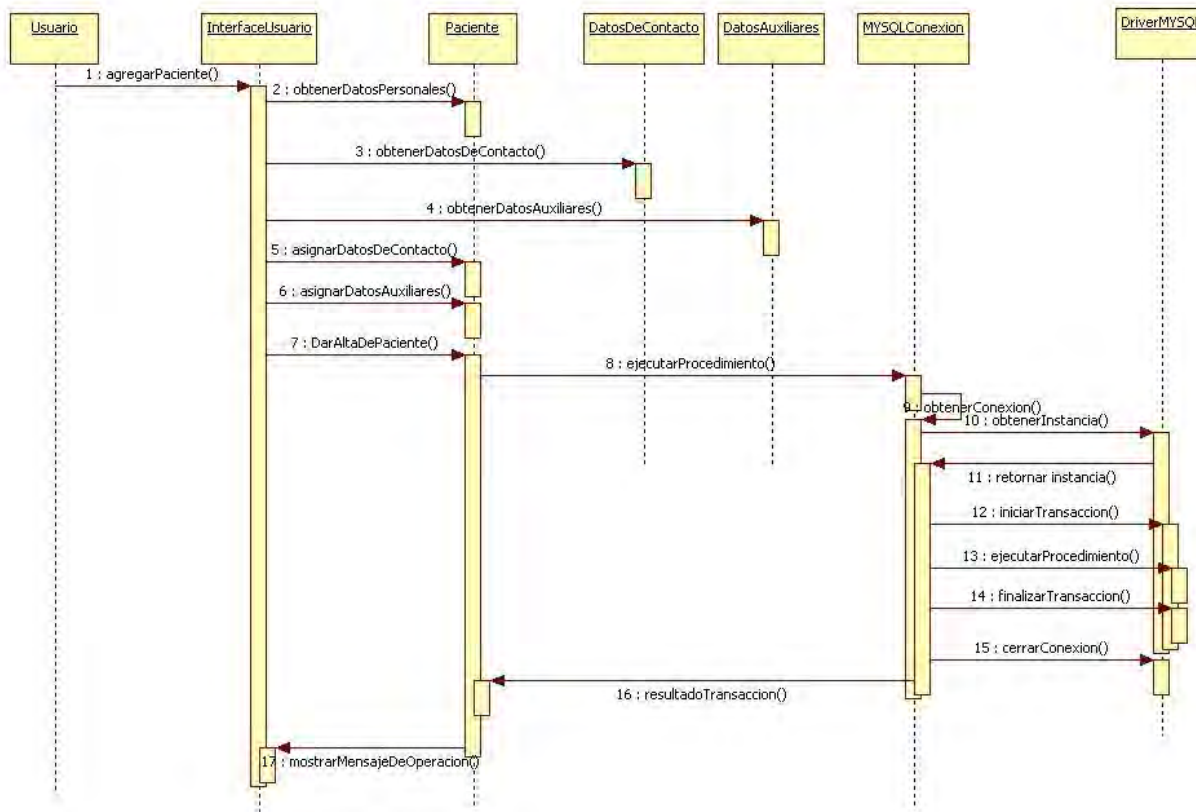 Usuario
InterfaceUsuario
Paciente
DatosDeContacto
DatosAuxiliares
MYSQLConexion
DriverMYSQL
1 : agregarPaciente()
2 : obtenerDatosPersonales()
3 : obtenerDatosDeContacto()
4 : obtenerDatosAuxiliares()
5 : asignarDatosDeContacto()
6 : asignarDatosAuxiliares()
7 : DarAltaDePaciente()
8 : ejecutarProcedimiento()
9 : obtenerConexion()
10 : obtenerInstancia()
11 : retornar instancia()
12 : iniciarTransaccion()
13 : ejecutarProcedimiento()
14 : finalizarTransaccion()
15 : cerrarConexion()
16 : resultadoTransaccion()
17 : mostrarMensajeDeOperacion()